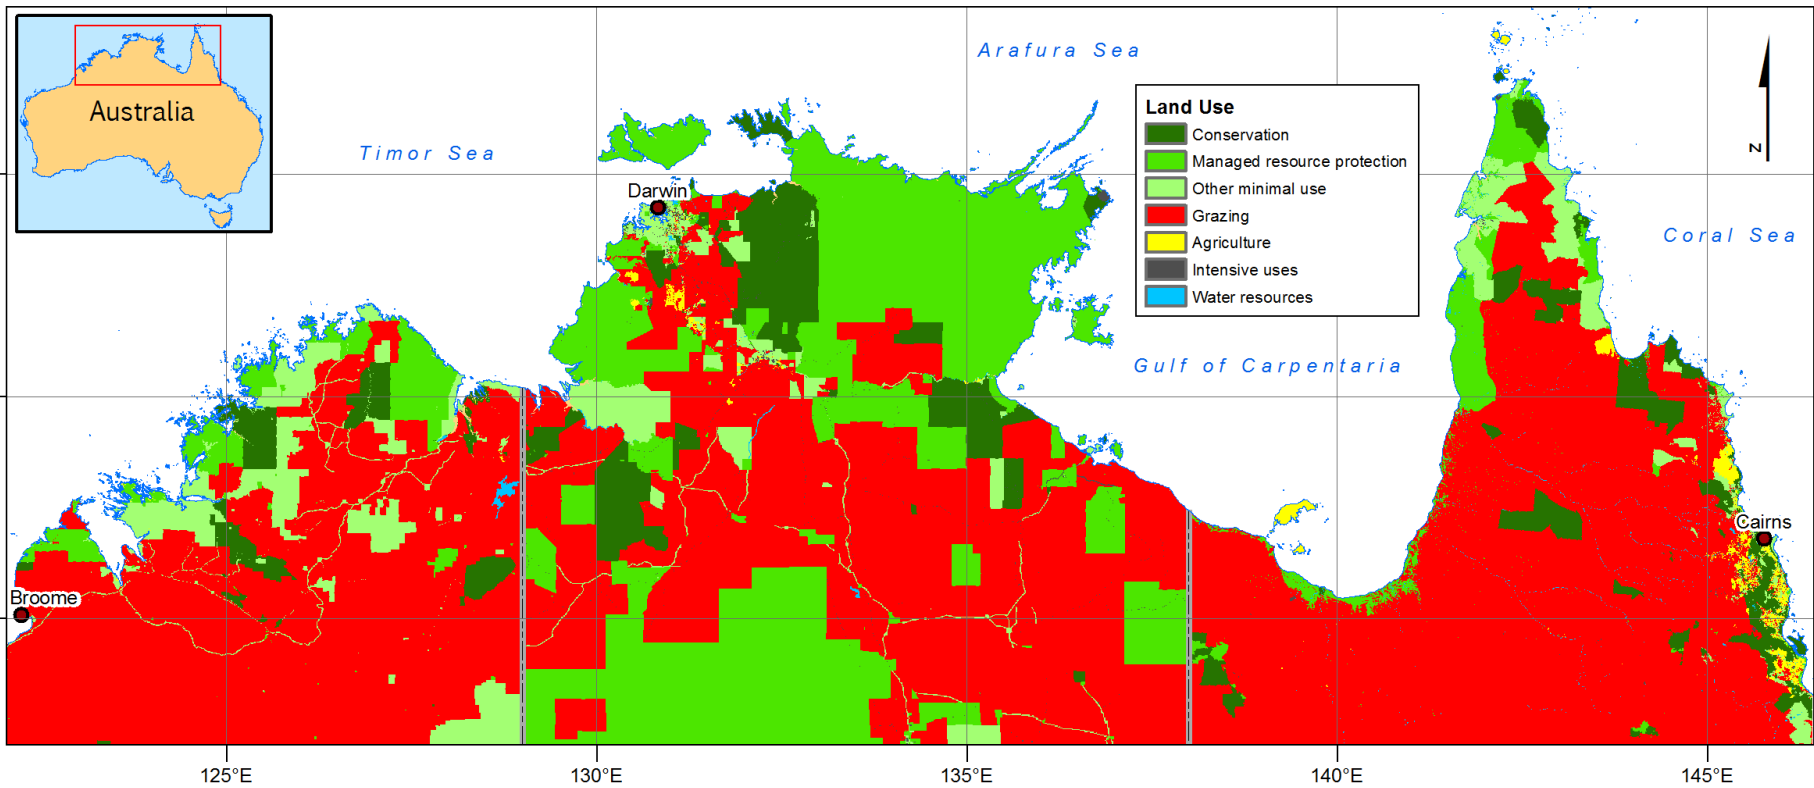 Australia
Arafura Sea
Timor Sea
Darwin
Land Use
Conservation
Managed resource protection
Other minimal use
Grazing
Agriculture
Intensive uses
Water resources
N
Coral Sea
Gulf of Carpentaria
Cairns
Broome
125°E
130°E
135°E
140°E
145°E